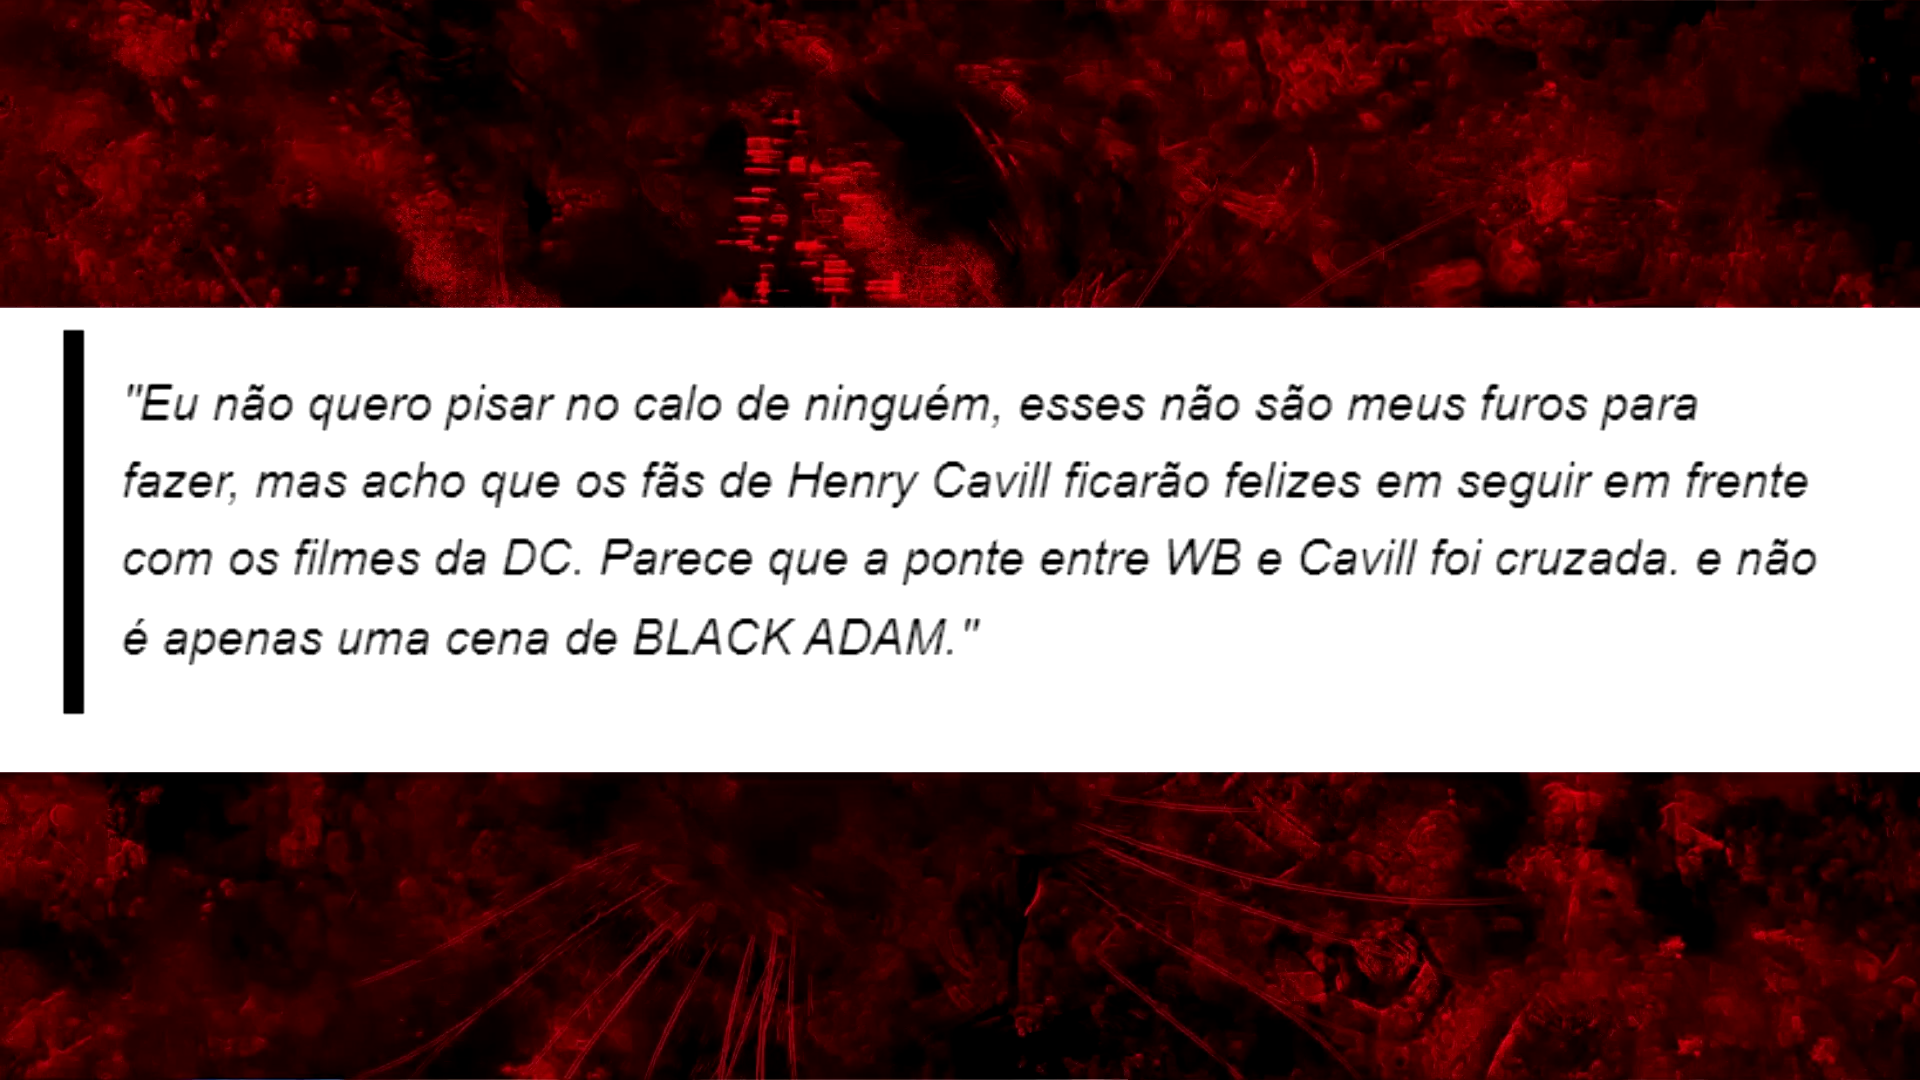 "Eu não quero pisar no calo de ninguém, esses não são meus furos para
fazer, mas acho que os fãs de Henry Cavill ficarão felizes em seguir em frente
com os filmes da DC. Parece que a ponte entre WB e Cavill foi cruzada. e não
é apenas uma cena de BLACK ADAM."